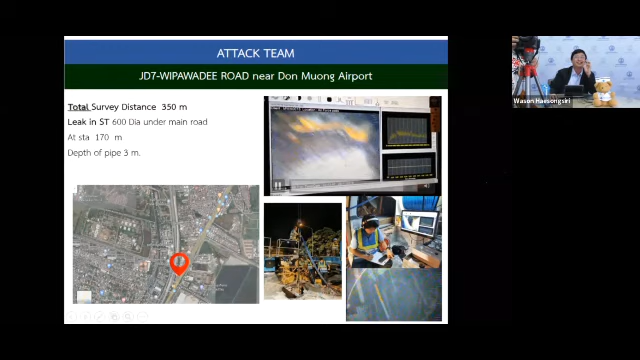 ATTACK TEAM
JD7-WIPAWADEE ROAD near Don Muong Airport
Total Survey Distance 350 m
Leak in ST 600 Dia under main road
At sta. 170 m
Depth of pipe 3 m.
Wason Haesongsiri